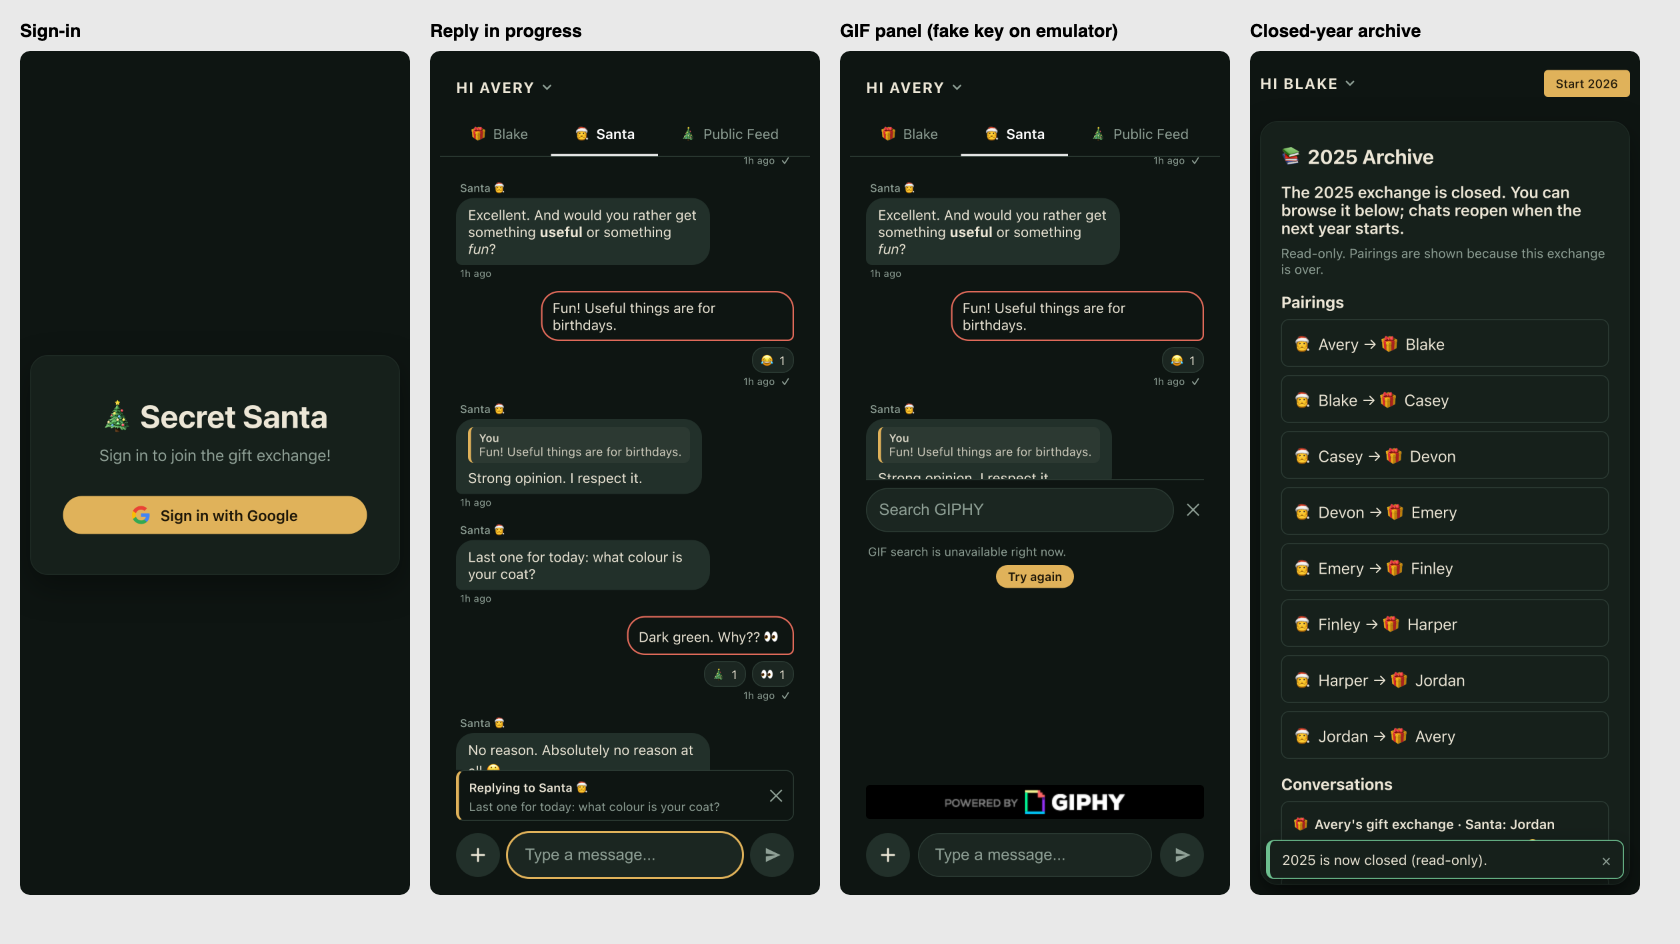 Sign-in
🎄 Secret Santa
Sign in to join the gift exchange!
Sign in with Google
Reply in progress
HI AVERY
🎁 Blake
🎅 Santa
🎄 Public Feed
1h ago ✓
Santa 🎅
Excellent. And would you rather get
something useful or something
fun?
1h ago
Fun! Useful things are for
birthdays.
😂 1
1h ago ✓
Santa 🎅
You
Fun! Useful things are for birthdays.
Strong opinion. I respect it.
1h ago
Santa 🎅
Last one for today: what colour is
your coat?
1h ago
Dark green. Why?? 👀
🎄 1 👀 1
1h ago ✓
Santa 🎅
No reason. Absolutely no reason at
all
Replying to Santa 🎅
Last one for today: what colour is your coat?
Type a message...
GIF panel (fake key on emulator)
HI AVERY
🎁 Blake
🎅 Santa
🎄 Public Feed
1h ago ✓
Santa 🎅
Excellent. And would you rather get
something useful or something
fun?
1h ago
Fun! Useful things are for
birthdays.
😂 1
1h ago ✓
Santa 🎅
You
Fun! Useful things are for birthdays.
Strong opinion. I respect it.
Search GIPHY
GIF search is unavailable right now.
Try again
POWERED BY GIPHY
Type a message...
Closed-year archive
HI BLAKE
Start 2026
📚 2025 Archive
The 2025 exchange is closed. You can
browse it below; chats reopen when the
next year starts.
Read-only. Pairings are shown because this exchange
is over.
Pairings
🎅 Avery → 🎁 Blake
🎅 Blake → 🎁 Casey
🎅 Casey → 🎁 Devon
🎅 Devon → 🎁 Emery
🎅 Emery → 🎁 Finley
🎅 Finley → 🎁 Harper
🎅 Harper → 🎁 Jordan
🎅 Jordan → 🎁 Avery
Conversations
🎁 Avery's gift exchange · Santa: Jordan
2025 is now closed (read-only).